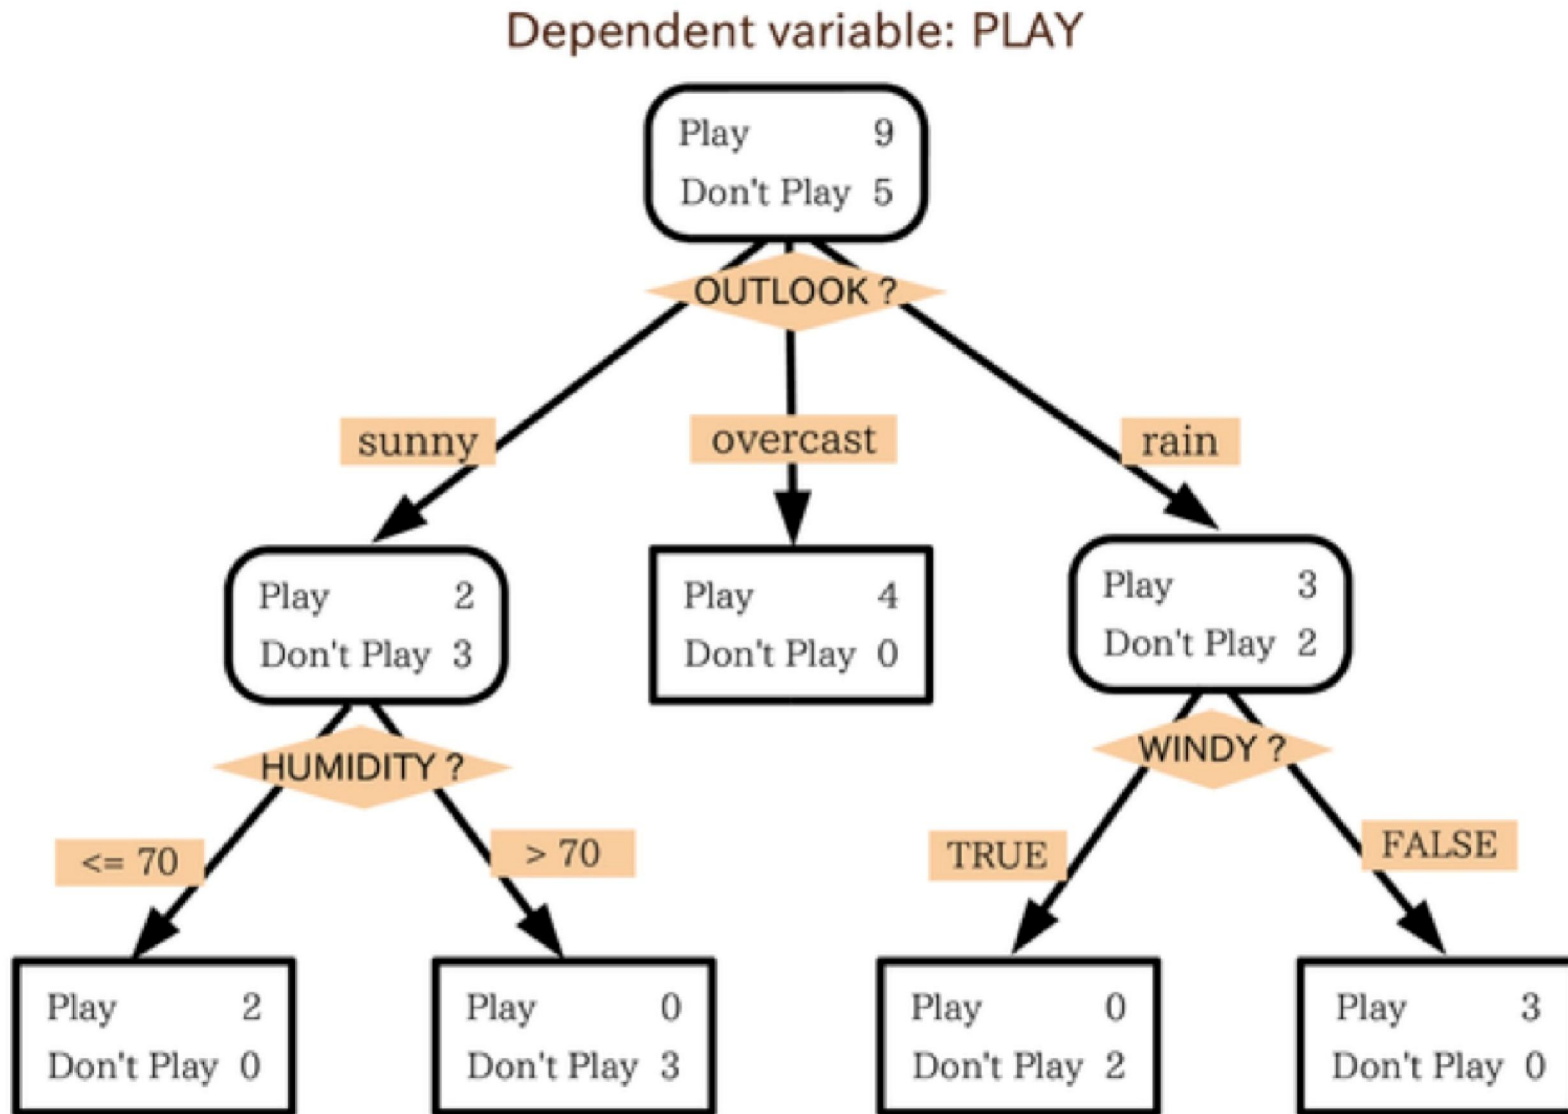 Dependent variable: PLAY
Play 9
Don't Play 5
OUTLOOK ?
sunny
overcast
rain
Play 2
Don't Play 3
Play 4
Don't Play 0
Play 3
Don't Play 2
HUMIDITY ?
WINDY ?
<= 70
> 70
TRUE
FALSE
Play 2
Don't Play 0
Play 0
Don't Play 3
Play 0
Don't Play 2
Play 3
Don't Play 0